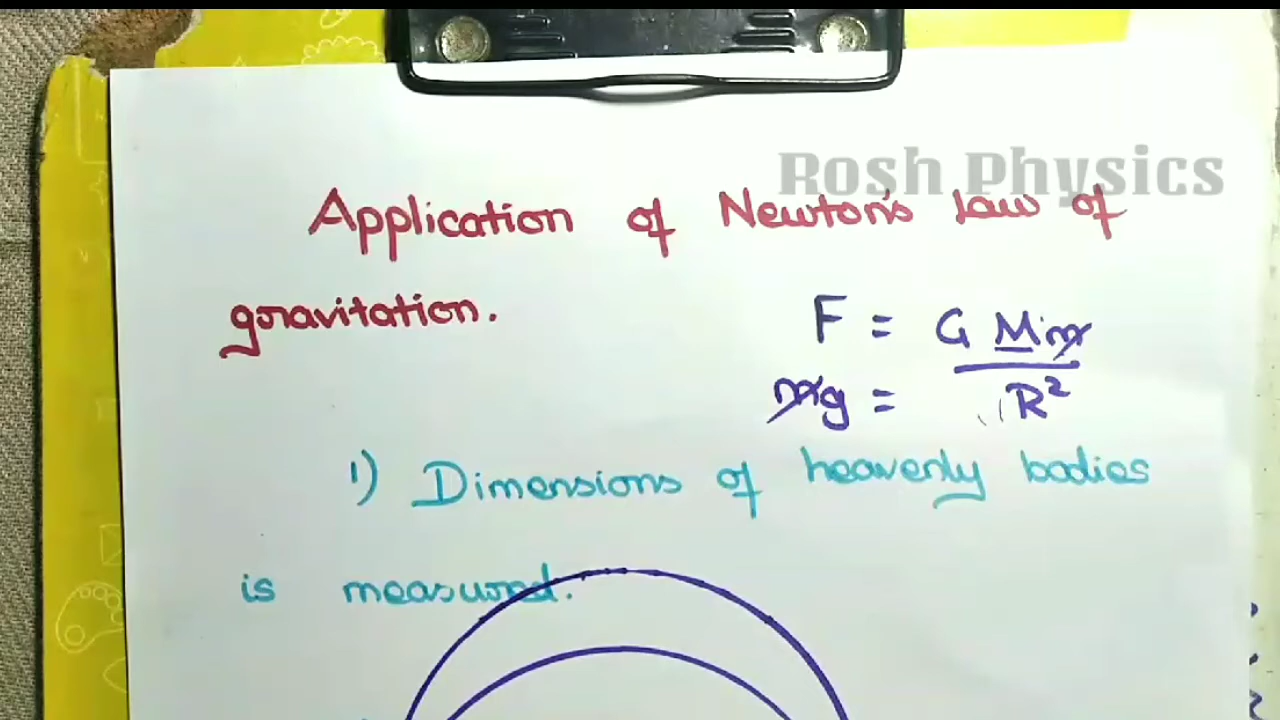 Rosh Physics
Application of Newton's Law of
gravitation.
F = G Mm
mg = R²
1) Dimensions of heavenly bodies
is measured.